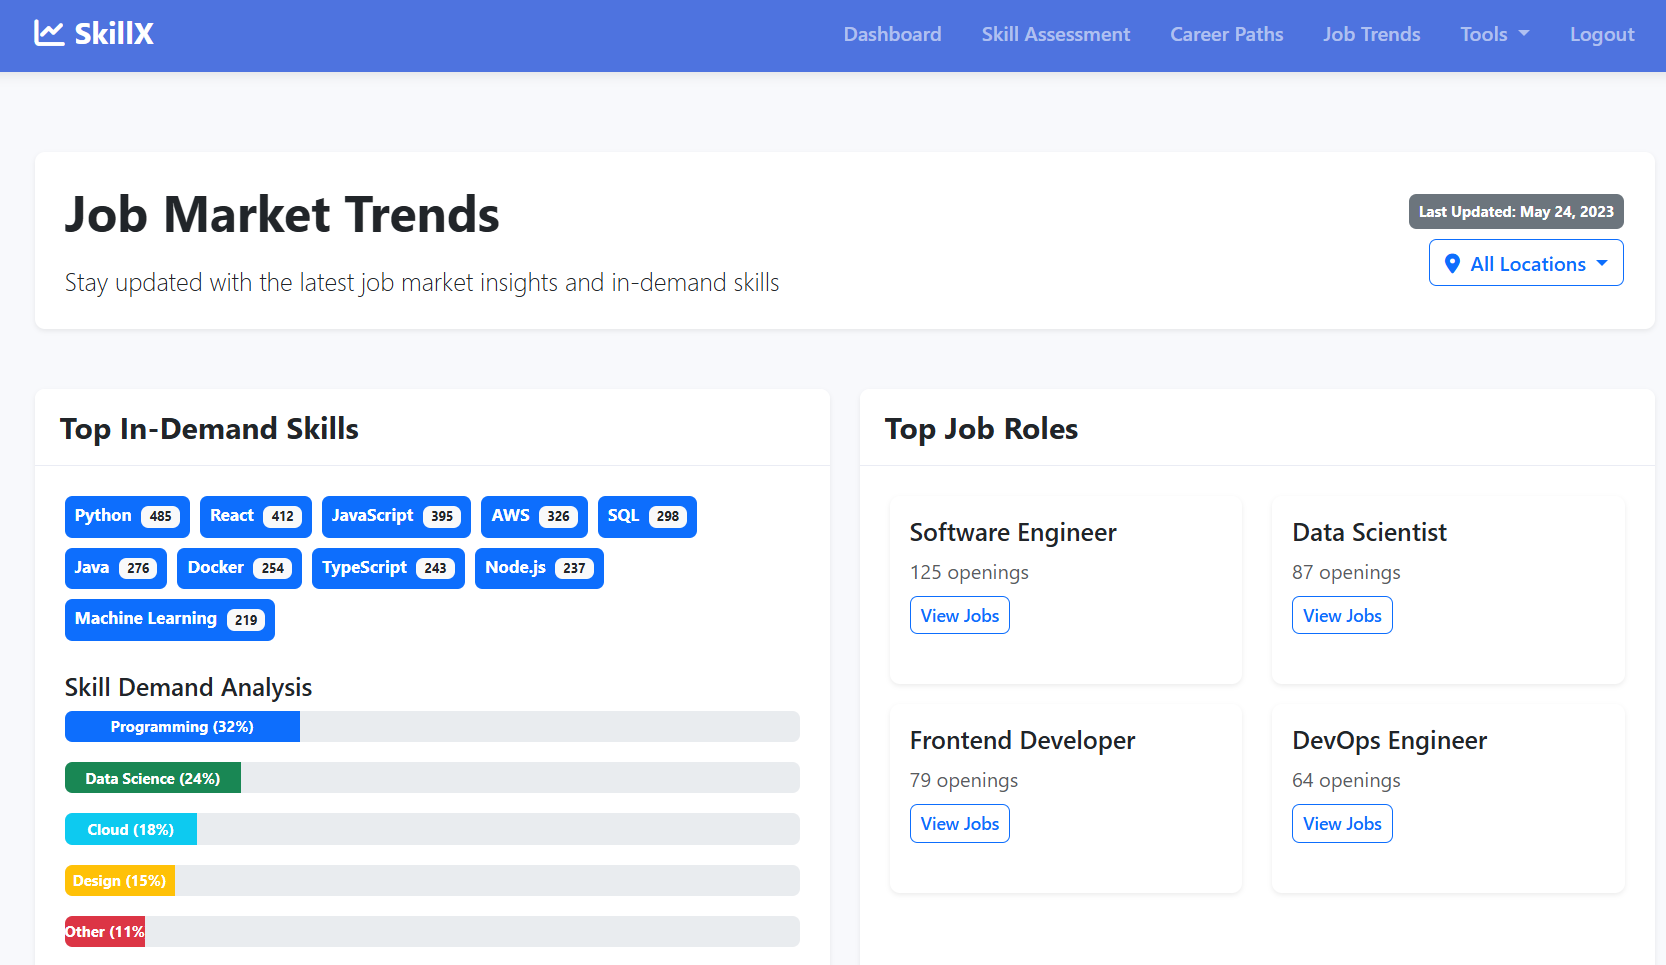 SkillX
Dashboard Skill Assessment Career Paths Job Trends Tools Logout
Job Market Trends
Stay updated with the latest job market insights and in-demand skills
Last Updated: May 24, 2023
All Locations
Top In-Demand Skills
Python 485 React 412 JavaScript 395 AWS 326 SQL 298
Java 276 Docker 254 TypeScript 243 Node.js 237
Machine Learning 219
Skill Demand Analysis
Programming (32%)
Data Science (24%)
Cloud (18%)
Design (15%)
Other (11%
Top Job Roles
Software Engineer
125 openings
View Jobs
Data Scientist
87 openings
View Jobs
Frontend Developer
79 openings
View Jobs
DevOps Engineer
64 openings
View Jobs